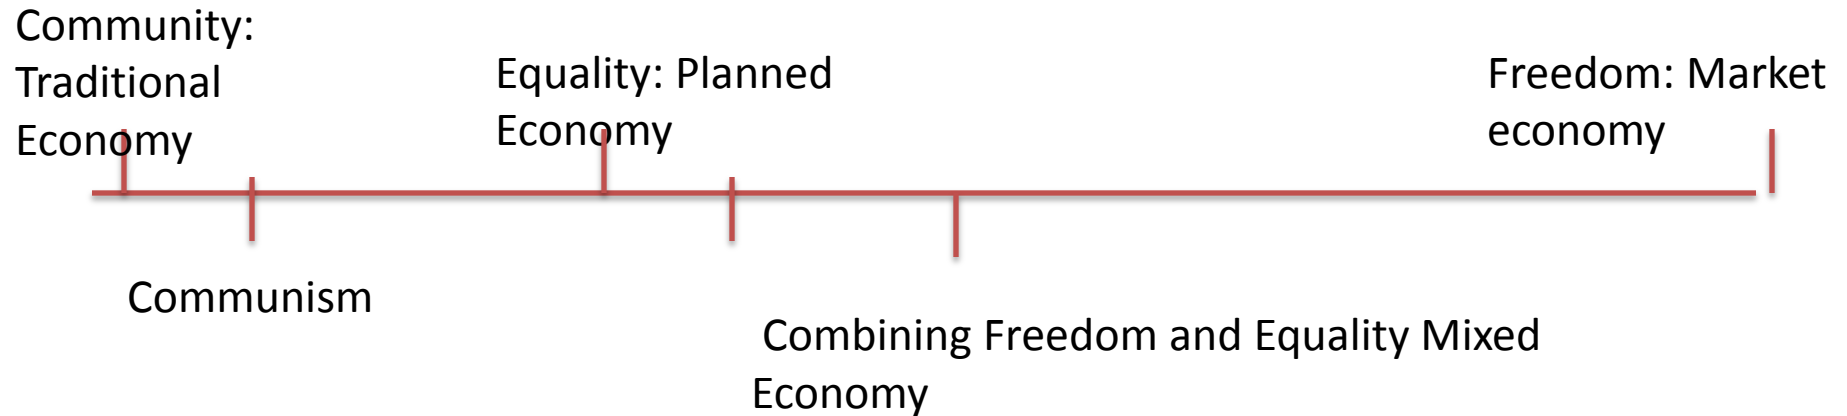 Community:
Traditional
Economy
Equality: Planned
Economy
Freedom: Market
economy
Communism
Combining Freedom and Equality Mixed
Economy